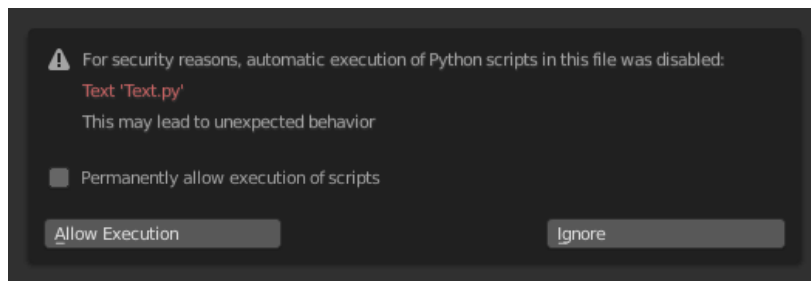 For security reasons, automatic execution of Python scripts in this file was disabled:
Text 'Text.py'
This may lead to unexpected behavior
Permanently allow execution of scripts
Allow Execution
Ignore